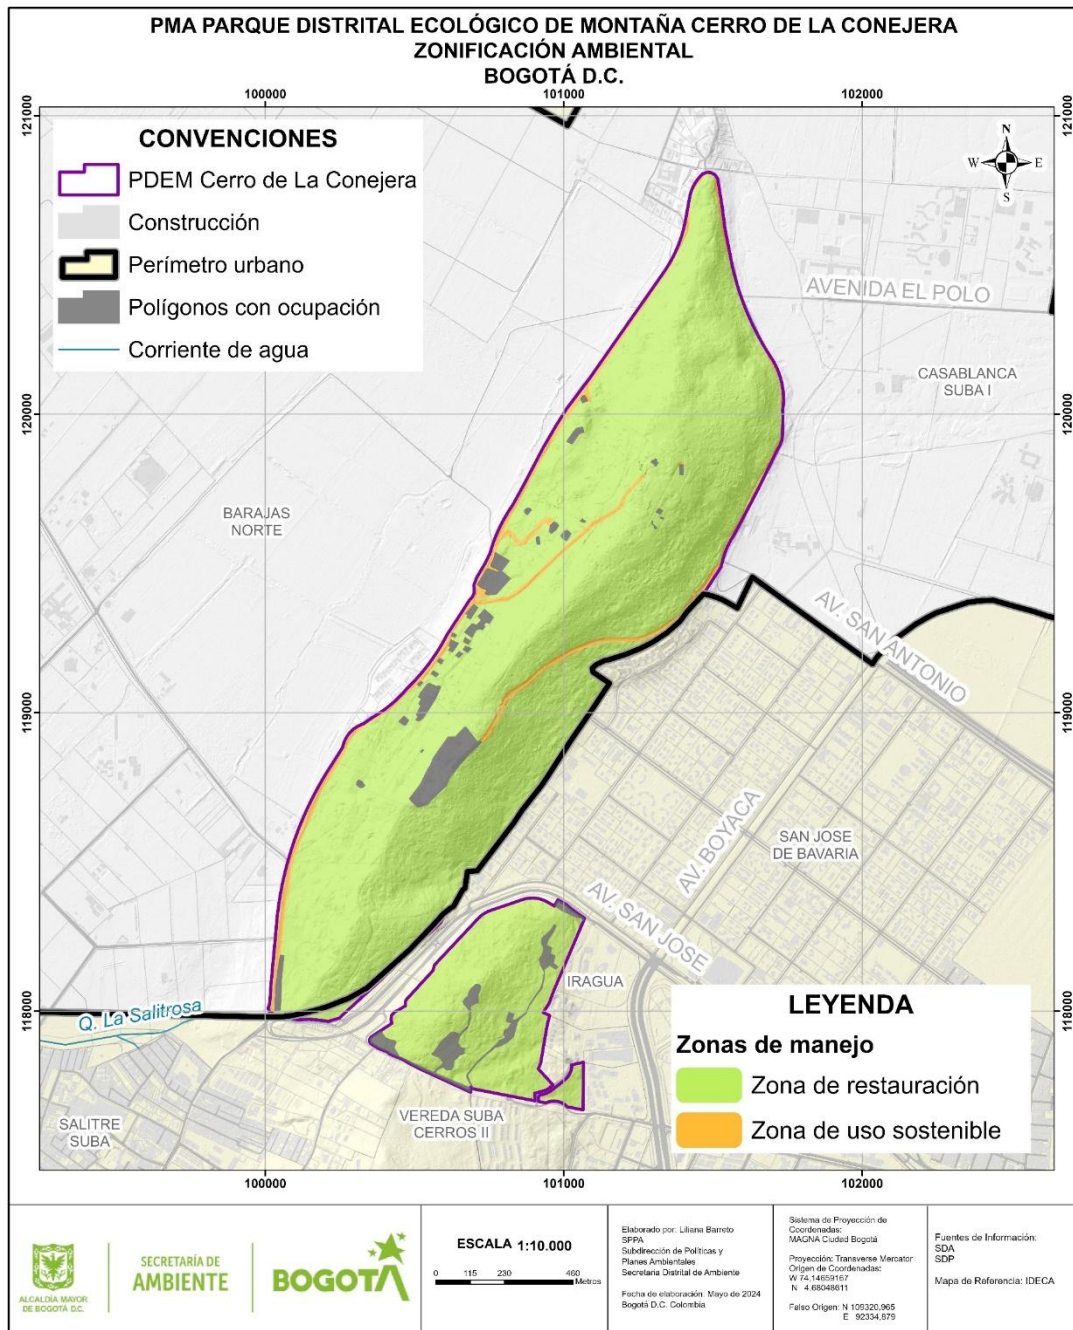 PMA PARQUE DISTRITAL ECOLÓGICO DE MONTAÑA CERRO DE LA CONEJERA
ZONIFICACIÓN AMBIENTAL
BOGOTÁ D.C.
100000
101000
102000
121000
121000
CONVENCIONES
PDEM Cerro de La Conejera
Construcción
Perímetro urbano
Polígonos con ocupación
Corriente de agua
N
W
E
S
AVENIDA EL POLO
CASABLANCA
SUBA I
120000
120000
BARAJAS
NORTE
AV. SAN ANTONIO
119000
119000
AV. BOYACA
SAN JOSE
DE BAVARIA
AV. SAN JOSE
IRAGUA
118000
118000
Q. La Salitrosa
SALITRE
SUBA
VEREDA SUBA
CERROS II
LEYENDA
Zonas de manejo
Zona de restauración
Zona de uso sostenible
100000
101000
102000
ALCALDÍA MAYOR
DE BOGOTÁ D.C.
SECRETARÍA DE
AMBIENTE
BOGOTÁ
ESCALA 1:10.000
0 115 230 460
Metros
Elaborado por: Liliana Barreto
SPPA
Subdirección de Políticas y
Planes Ambientales
Secretaria Distrital de Ambiente
Fecha de elaboración: Mayo de 2024
Bogotá D.C. Colombia
Sistema de Proyección de
Coordenadas:
MAGNA Ciudad Bogotá
Proyección: Transverse Mercator
Origen de Coordenadas:
W 74,14659167
N 4,68048611
Falso Origen: N 109320,965
E 92334,879
Fuentes de Información:
SDA
SDP
Mapa de Referencia: IDECA